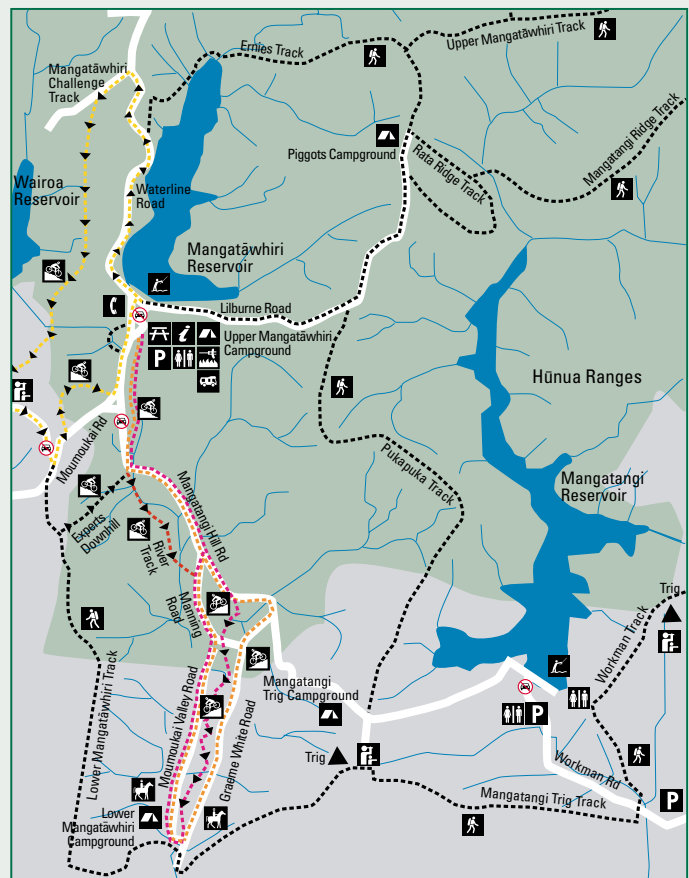 Ernies Track
Upper Mangatāwhiri Track
Mangatāwhiri
Challenge
Track
Piggots Campground
Rata Ridge Track
Mangatangi Ridge Track
Wairoa
Reservoir
Waterline
Road
Mangatāwhiri
Reservoir
Lilburne Road
Upper Mangatāwhiri
Campground
i
P
Hūnua Ranges
Moumoukai Rd
Pukapuka Track
Mangatangi
Reservoir
Experts
Downhill
River
Track
Mangatangi Hill Rd
Manning
Road
Trig
Workman Track
Lower Mangatāwhiri Track
Moumoukai Valley Road
Graeme White Road
Mangatangi
Trig Campground
P
Trig
Workman Rd
Mangatangi Trig Track
P
Lower
Mangatāwhiri
Campground